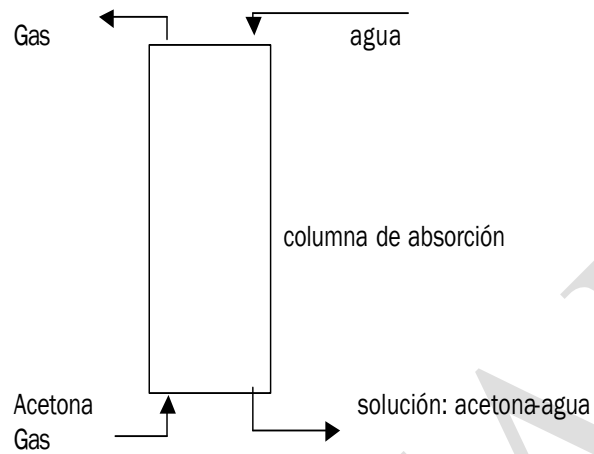 Gas
agua
columna de absorción
Acetona
Gas
solución: acetona-agua